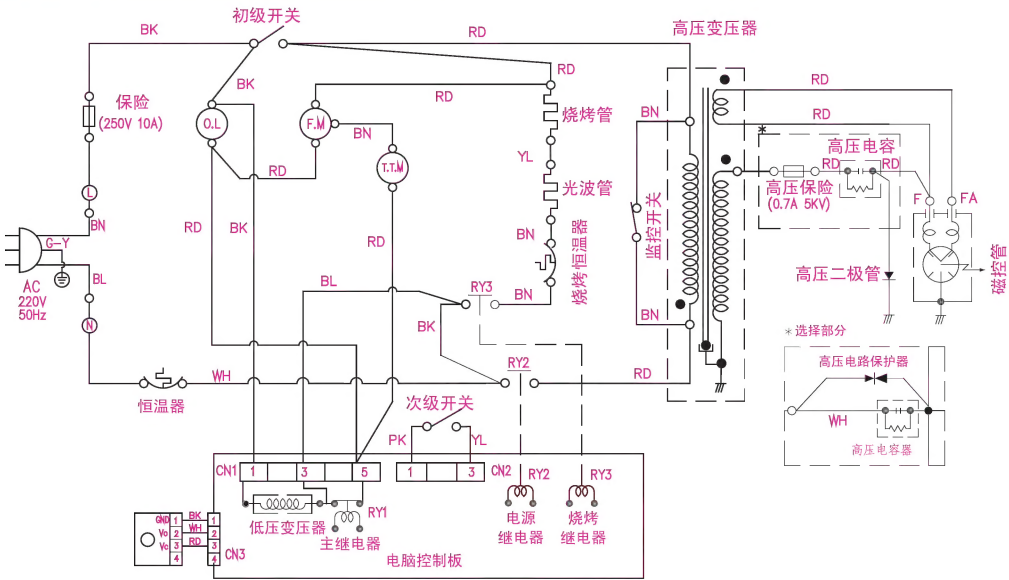 初级开关
BK
RD
高压变压器
BK
RD
RD
RD
保险
(250V 10A)
O.L
F.M
BN
烧烤管
BN
RD
*
高压电容
T.T.M
YL
RD
RD
高压保险
(0.7A 5KV)
RD
光波管
L
BN
RD
BK
RD
监控开关
F
FA
G-Y
BN
烧烤恒温器
磁控管
AC
220V
50Hz
BL
BL
RY3
BN
高压二极管
N
BK
BN
*选择部分
WH
RY2
RD
高压电路保护器
恒温器
次级开关
WH
PK
YL
高压电容器
CN1
1
3
5
1
3
CN2
RY2
RY3
RY1
低压变压器
主继电器
电源
继电器
烧烤
继电器
GND
1
BK
1
Vo
2
WH
2
Vc
3
RD
3
4
4
CN3
电脑控制板